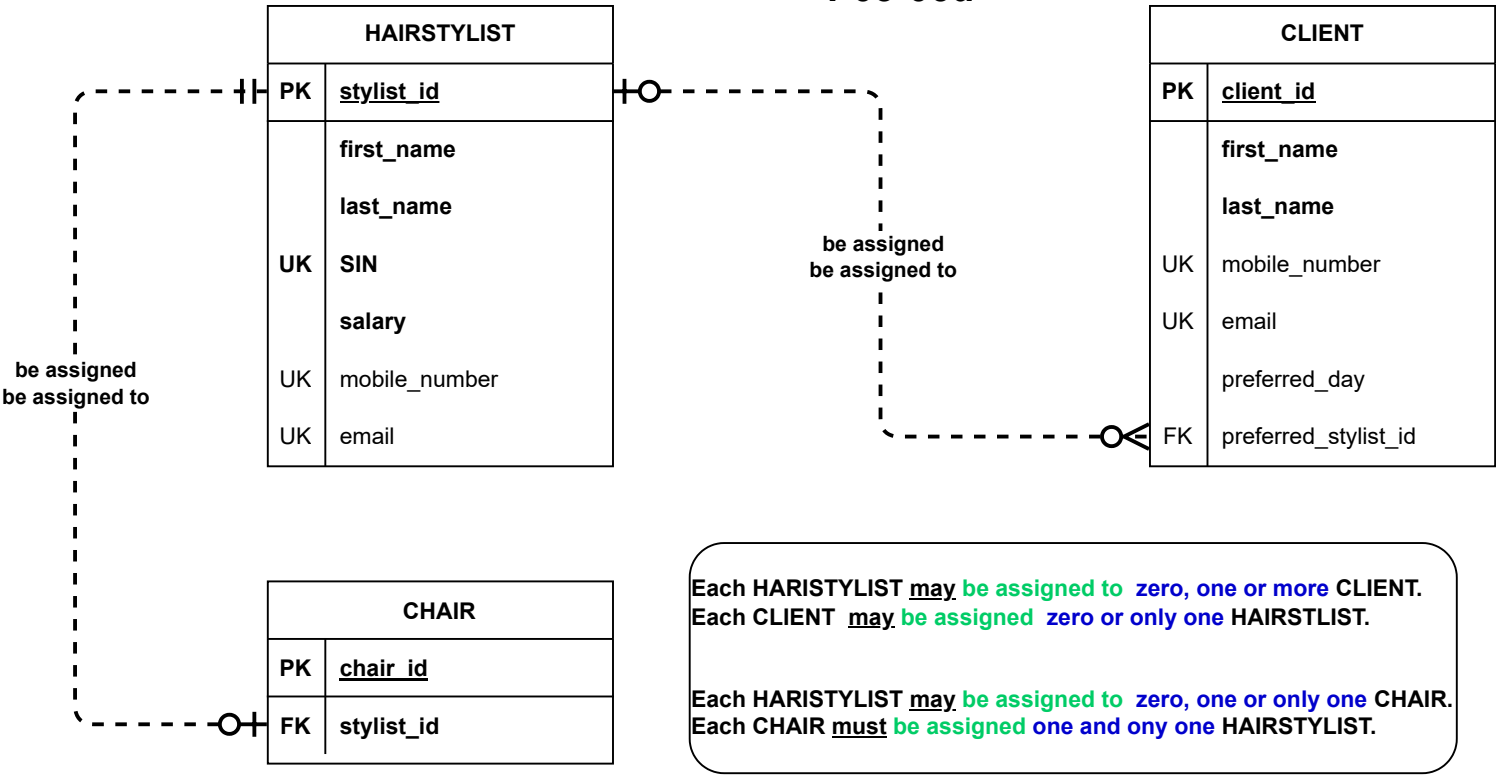 HAIRSTYLIST
PK stylist_id
first_name
last_name
UK SIN
salary
UK mobile_number
UK email
CLIENT
PK client_id
first_name
last_name
UK mobile_number
UK email
preferred_day
FK preferred_stylist_id
be assigned
be assigned to
be assigned
be assigned to
CHAIR
PK chair_id
FK stylist_id
Each HARISTYLIST may be assigned to zero, one or more CLIENT.
Each CLIENT may be assigned zero or only one HAIRSTLIST.
Each HARISTYLIST may be assigned to zero, one or only one CHAIR.
Each CHAIR must be assigned one and ony one HAIRSTYLIST.